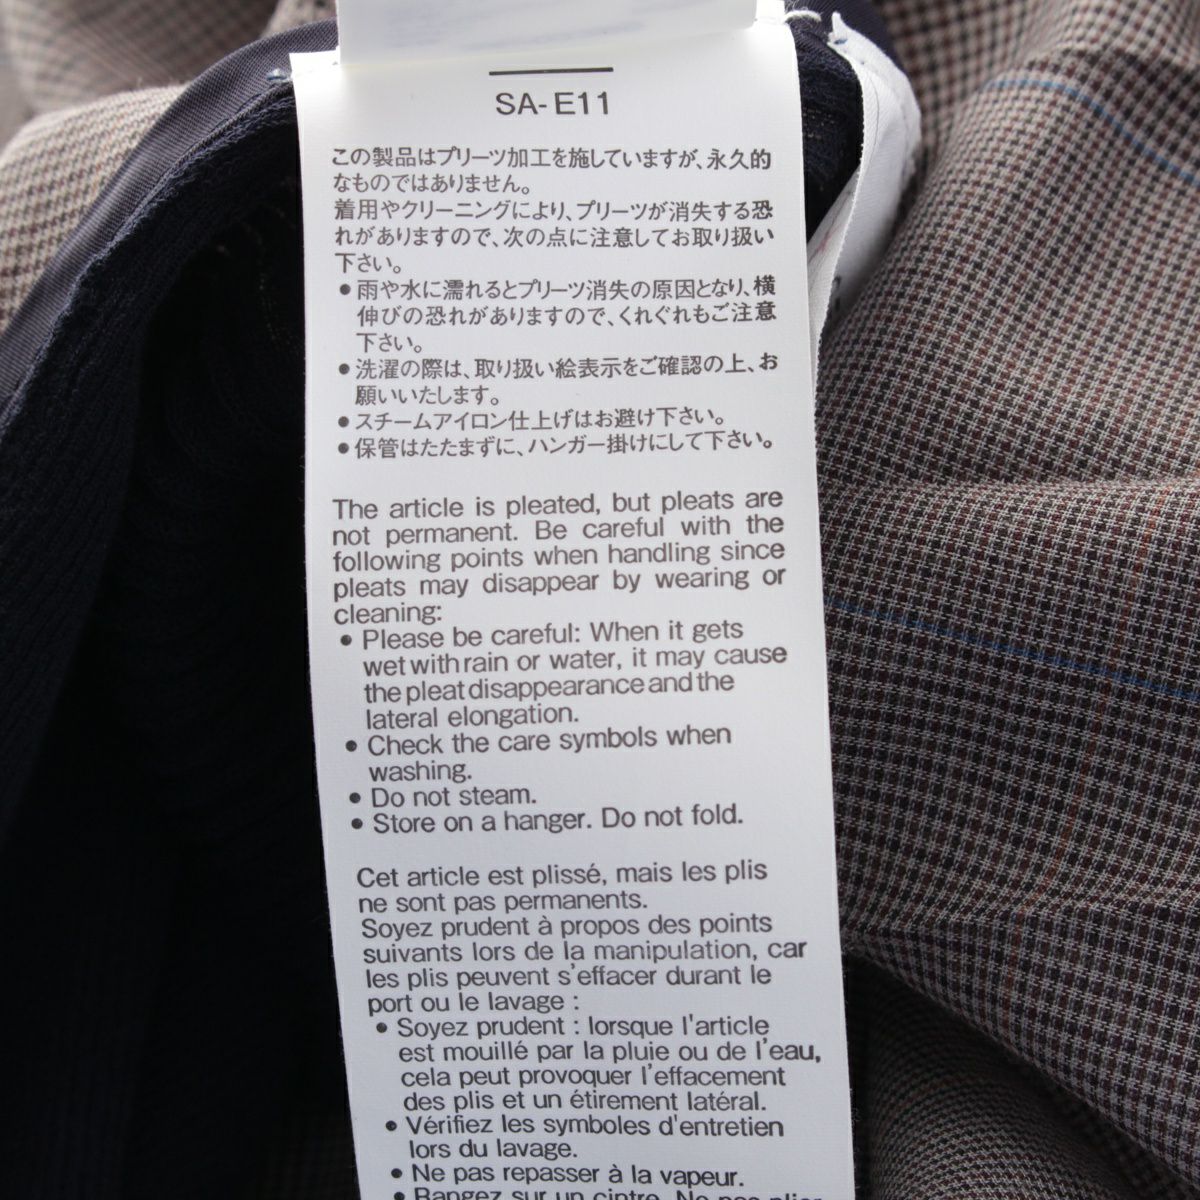 SA-E11
この製品はプリーツ加工を施していますが、永久的
なものではありません。
着用やクリーニングにより、プリーツが消失する恐
れがありますので、次の点に注意してお取り扱い
下さい。
●雨や水に濡れるとプリーツ消失の原因となり、横
伸びの恐れがありますので、くれぐれもご注意
下さい。
●洗濯の際は、取り扱い絵表示をご確認の上、お
願いいたします。
●スチームアイロン仕上げはお避け下さい。
●保管はたたまずに、ハンガー掛けにして下さい。
The article is pleated, but pleats are
not permanent. Be careful with the
following points when handling since
pleats may disappear by wearing or
cleaning:
● Please be careful: When it gets
wet with rain or water, it may cause
the pleat disappearance and the
lateral elongation.
● Check the care symbols when
washing.
● Do not steam.
● Store on a hanger. Do not fold.
Cet article est plissé, mais les plis
ne sont pas permanents.
Soyez prudent à propos des points
suivants lors de la manipulation, car
les plis peuvent s'effacer durant le
port ou le lavage :
● Soyez prudent : lorsque l'article
est mouillé par la pluie ou de l'eau,
cela peut provoquer l'effacement
des plis et un étirement latéral.
● Vérifiez les symboles d'entretien
lors du lavage.
● Ne pas repasser à la vapeur.
● Rangez sur un cintre. Ne pas plier